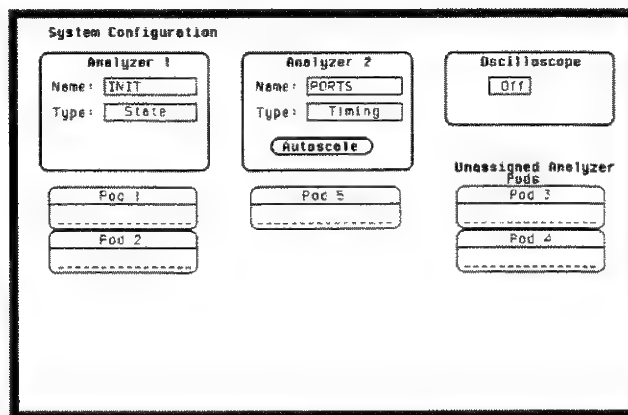 System Configuration
Analyzer 1
Name: INIT
Type: State
Analyzer 2
Name: PORTS
Type: Timing
Autoscale
Oscilloscope
Off
Unassigned Analyzer
Pods
Pod 1
Pod 2
Pod 5
Pod 3
Pod 4